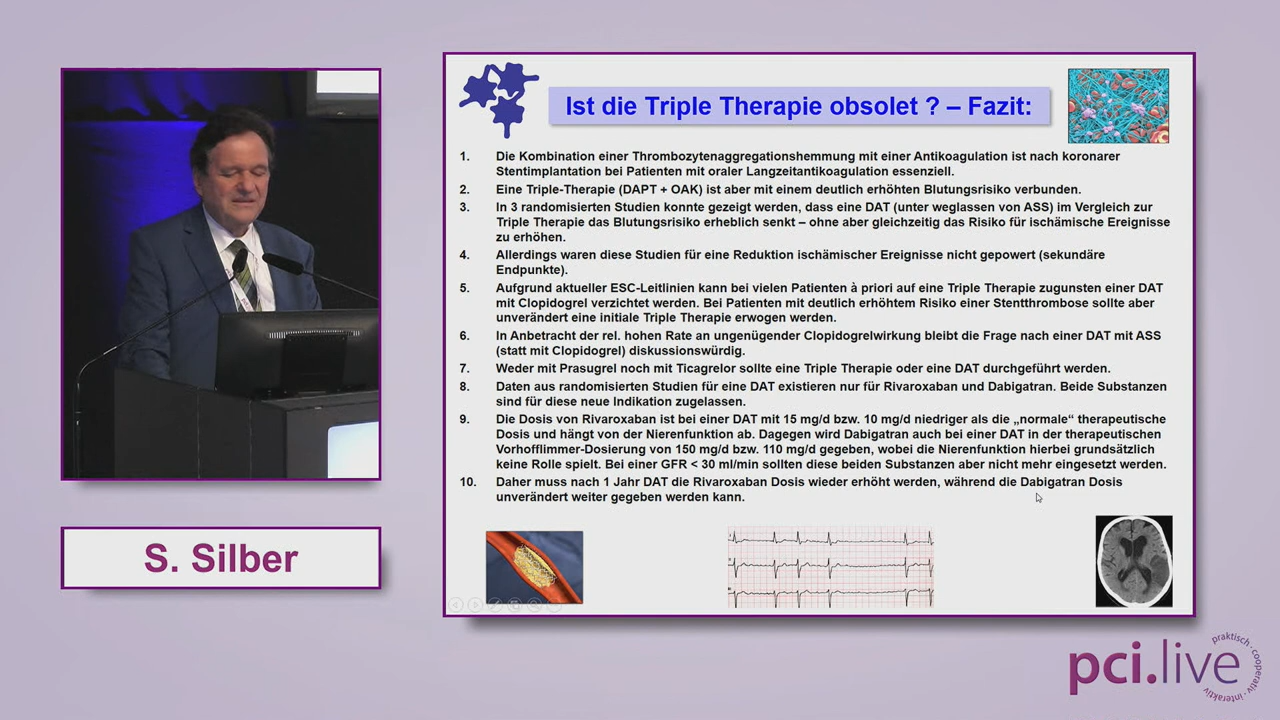 Ist die Triple Therapie obsolet ? – Fazit:
1. Die Kombination einer Thrombozytenaggregationshemmung mit einer Antikoagulation ist nach koronarer
Stentimplantation bei Patienten mit oraler Langzeitantikoagulation essenziell.
2. Eine Triple-Therapie (DAPT + OAK) ist aber mit einem deutlich erhöhten Blutungsrisiko verbunden.
3. In 3 randomisierten Studien konnte gezeigt werden, dass eine DAT (unter weglassen von ASS) im Vergleich zur
Triple Therapie das Blutungsrisiko erheblich senkt – ohne aber gleichzeitig das Risiko für ischämische Ereignisse
zu erhöhen.
4. Allerdings waren diese Studien für eine Reduktion ischämischer Ereignisse nicht gepowert (sekundäre
Endpunkte).
5. Aufgrund aktueller ESC-Leitlinien kann bei vielen Patienten à priori auf eine Triple Therapie zugunsten einer DAT
mit Clopidogrel verzichtet werden. Bei Patienten mit deutlich erhöhtem Risiko einer Stentthrombose sollte aber
unverändert eine initiale Triple Therapie erwogen werden.
6. In Anbetracht der rel. hohen Rate an ungenügender Clopidogrelwirkung bleibt die Frage nach einer DAT mit ASS
(statt mit Clopidogrel) diskussionswürdig.
7. Weder mit Prasugrel noch mit Ticagrelor sollte eine Triple Therapie oder eine DAT durchgeführt werden.
8. Daten aus randomisierten Studien für eine DAT existieren nur für Rivaroxaban und Dabigatran. Beide Substanzen
sind für diese neue Indikation zugelassen.
9. Die Dosis von Rivaroxaban ist bei einer DAT mit 15 mg/d bzw. 10 mg/d niedriger als die „normale“ therapeutische
Dosis und hängt von der Nierenfunktion ab. Dagegen wird Dabigatran auch bei einer DAT in der therapeutischen
Vorhofflimmer-Dosierung von 150 mg/d bzw. 110 mg/d gegeben, wobei die Nierenfunktion hierbei grundsätzlich
keine Rolle spielt. Bei einer GFR < 30 ml/min sollten diese beiden Substanzen aber nicht mehr eingesetzt werden.
10. Daher muss nach 1 Jahr DAT die Rivaroxaban Dosis wieder erhöht werden, während die Dabigatran Dosis
unverändert weiter gegeben werden kann.
S. Silber
pci.live
praktisch · cooperativ · interaktiv